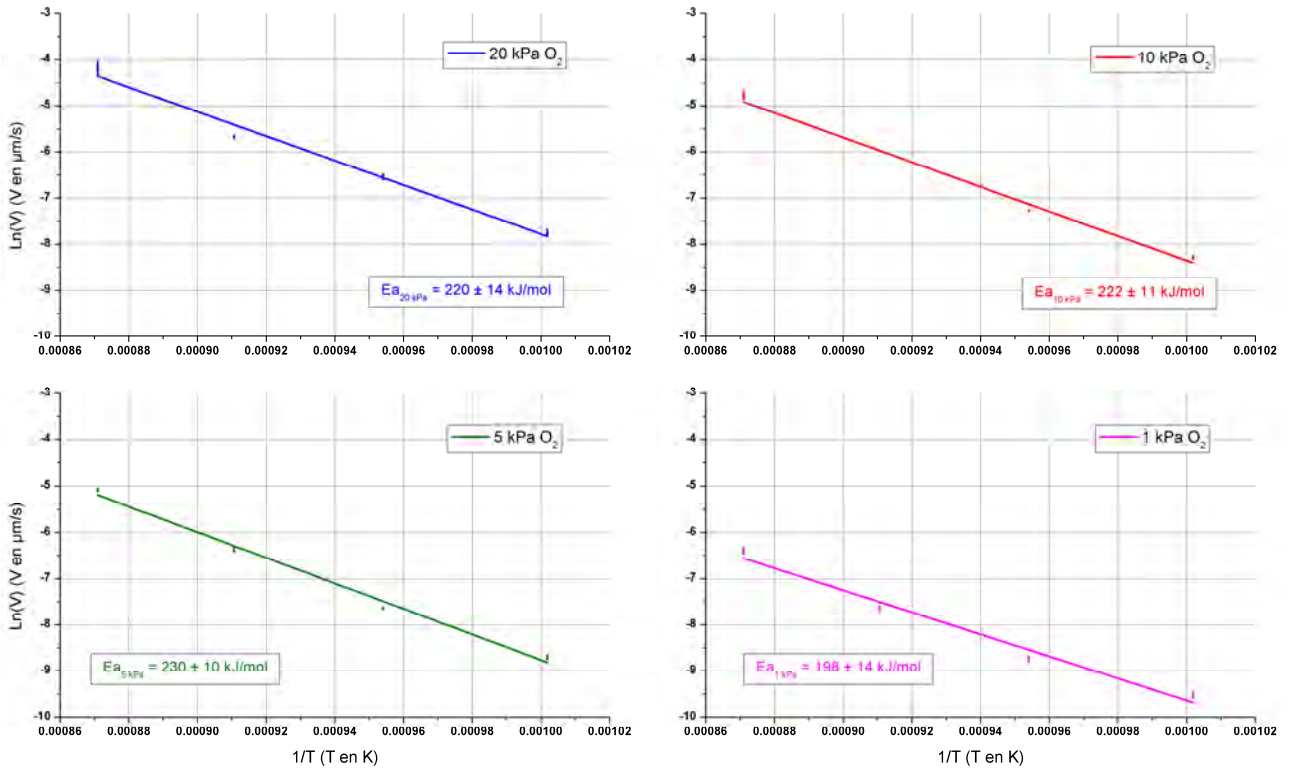 -3
-4
-5
-6
-7
-8
-9
-10
Ln(V) (V en µm/s)
20 kPa O₂
Ea₂₀ ₖPₐ = 220 ± 14 kJ/mol
0.00086 0.00088 0.00090 0.00092 0.00094 0.00096 0.00098 0.00100 0.00102
-3
-4
-5
-6
-7
-8
-9
-10
10 kPa O₂
Ea₁₀ ₖPₐ = 222 ± 11 kJ/mol
0.00086 0.00088 0.00090 0.00092 0.00094 0.00096 0.00098 0.00100 0.00102
-3
-4
-5
-6
-7
-8
-9
-10
Ln(V) (V en µm/s)
5 kPa O₂
Ea₅ ₖPₐ = 230 ± 10 kJ/mol
0.00086 0.00088 0.00090 0.00092 0.00094 0.00096 0.00098 0.00100 0.00102
1/T (T en K)
-3
-4
-5
-6
-7
-8
-9
-10
1 kPa O₂
Ea₁ ₖPₐ = 198 ± 14 kJ/mol
0.00086 0.00088 0.00090 0.00092 0.00094 0.00096 0.00098 0.00100 0.00102
1/T (T en K)